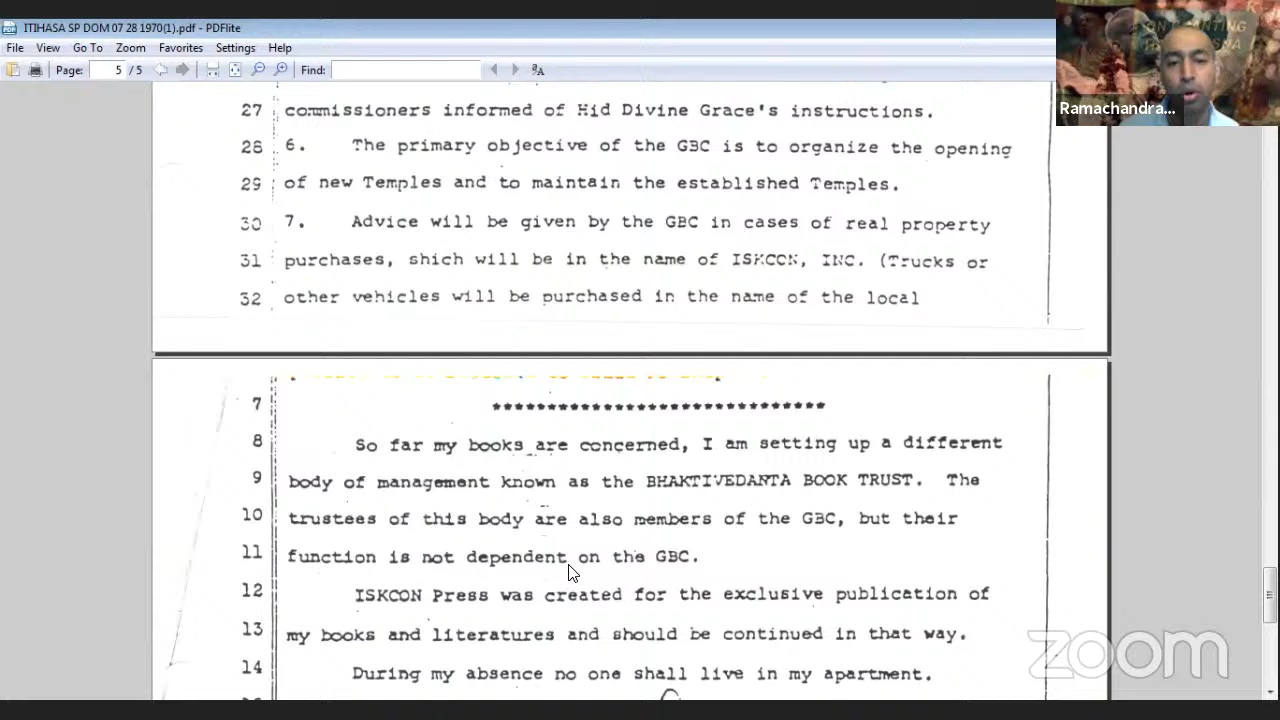 ITIHASA SP DOM 07 28 1970(1).pdf - PDFlite
File View Go To Zoom Favorites Settings Help
Page: 5 / 5 Find:
Ramachandra...
27 commissioners informed of Hid Divine Grace's instructions.
28 6. The primary objective of the GBC is to organize the opening
29 of new Temples and to maintain the established Temples.
30 7. Advice will be given by the GBC in cases of real property
31 purchases, shich will be in the name of ISKCON, INC. (Trucks or
32 other vehicles will be purchased in the name of the local
7 ******************************
8 So far my books are concerned, I am setting up a different
9 body of management known as the BHAKTIVEDANTA BOOK TRUST. The
10 trustees of this body are also members of the GBC, but their
11 function is not dependent on the GBC.
12 ISKCON Press was created for the exclusive publication of
13 my books and literatures and should be continued in that way.
14 During my absence no one shall live in my apartment.
zoom